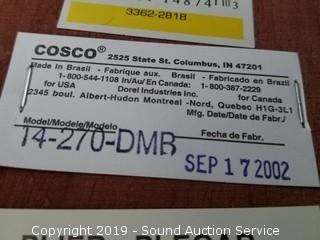 3362-2818
COSCO® 2525 State St. Columbus, IN 47201
Made in Brasil - Fabrique aux. Brasil - Fabricado en Brazil
1-800-544-1108 In/Au/En Canada: 1-800-387-2229
for USA Dorel Industries Inc. for Canada
2345 boul. Albert-Hudon Montreal -Nord, Quebec H1G-3L1
Mfg. Date/Date de Fabr./
Model/Modele/Modelo Fecha de Fabr.
14-270-DMB SEP 17 2002
Copyright 2019 - Sound Auction Service